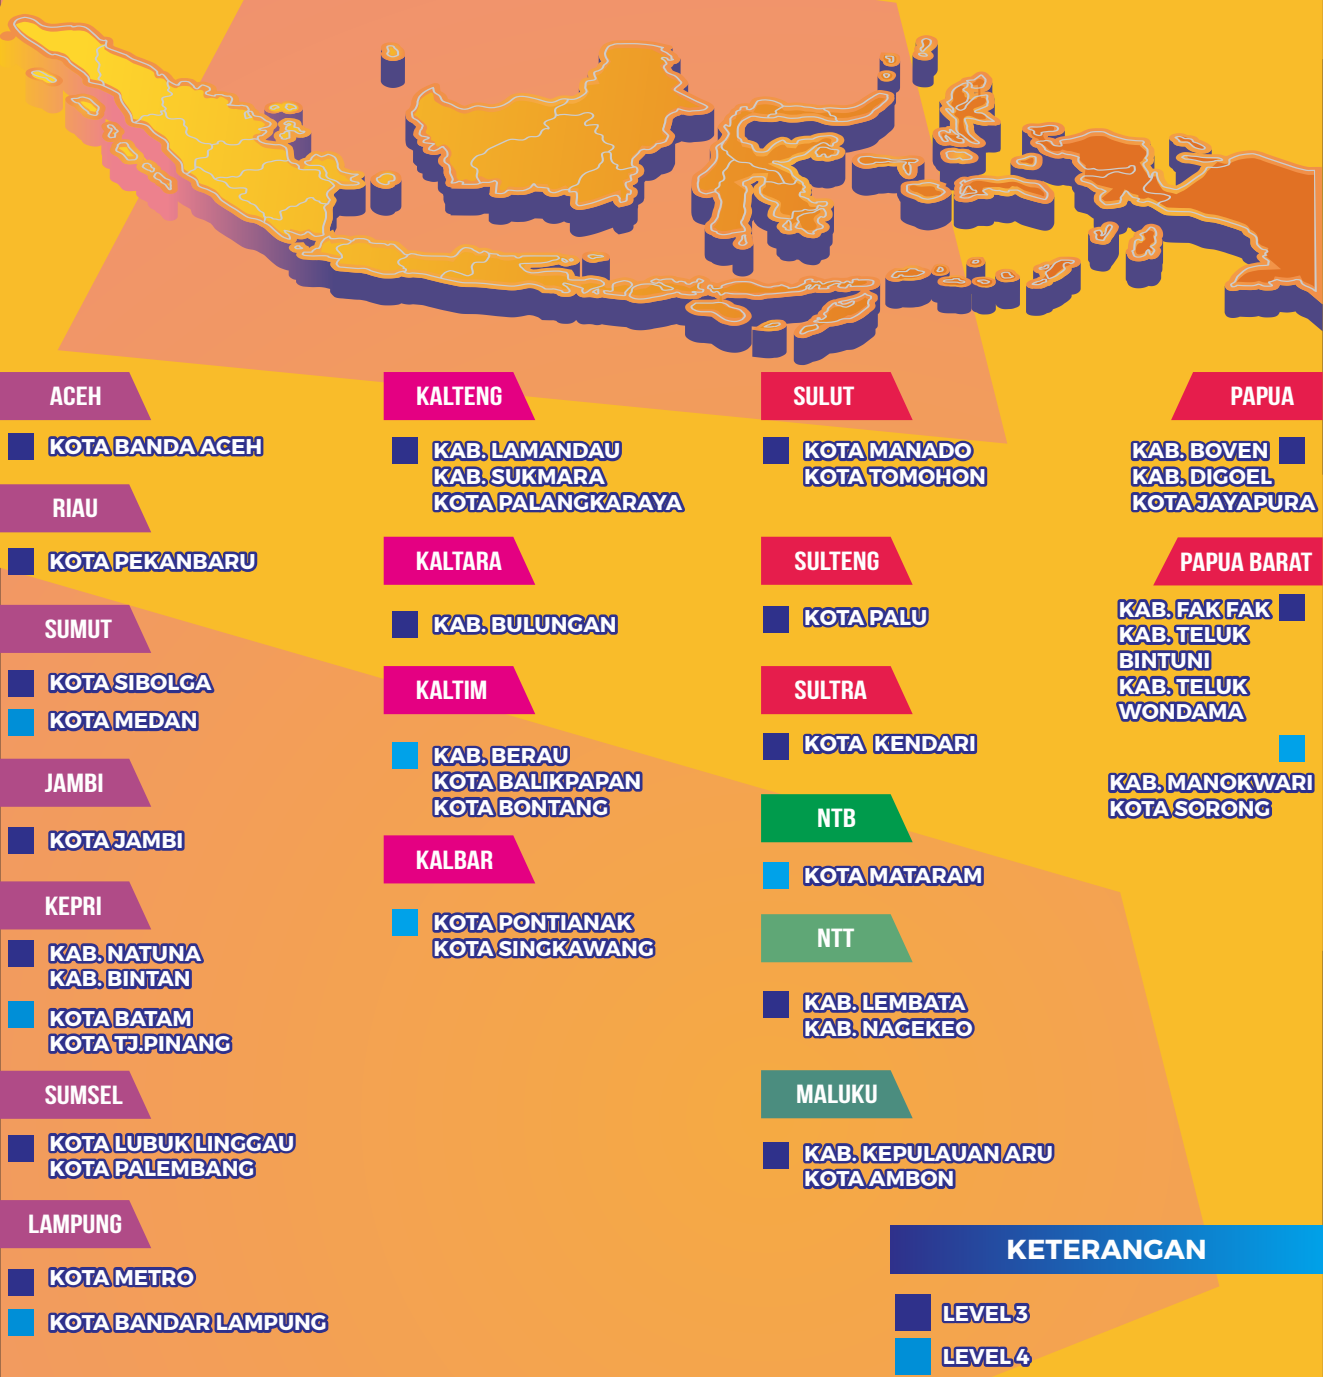 ACEH
KOTA BANDA ACEH
RIAU
KOTA PEKANBARU
SUMUT
KOTA SIBOLGA
KOTA MEDAN
JAMBI
KOTA JAMBI
KEPRI
KAB. NATUNA
KAB. BINTAN
KOTA BATAM
KOTA TJ.PINANG
SUMSEL
KOTA LUBUK LINGGAU
KOTA PALEMBANG
LAMPUNG
KOTA METRO
KOTA BANDAR LAMPUNG
KALTENG
KAB. LAMANDAU
KAB. SUKMARA
KOTA PALANGKARAYA
KALTARA
KAB. BULUNGAN
KALTIM
KAB. BERAU
KOTA BALIKPAPAN
KOTA BONTANG
KALBAR
KOTA PONTIANAK
KOTA SINGKAWANG
SULUT
KOTA MANADO
KOTA TOMOHON
SULTENG
KOTA PALU
SULTRA
KOTA KENDARI
NTB
KOTA MATARAM
NTT
KAB. LEMBATA
KAB. NAGEKEO
MALUKU
KAB. KEPULAUAN ARU
KOTA AMBON
PAPUA
KAB. BOVEN
KAB. DIGOEL
KOTA JAYAPURA
PAPUA BARAT
KAB. FAK FAK
KAB. TELUK
BINTUNI
KAB. TELUK
WONDAMA
KAB. MANOKWARI
KOTA SORONG
KETERANGAN
LEVEL 3
LEVEL 4